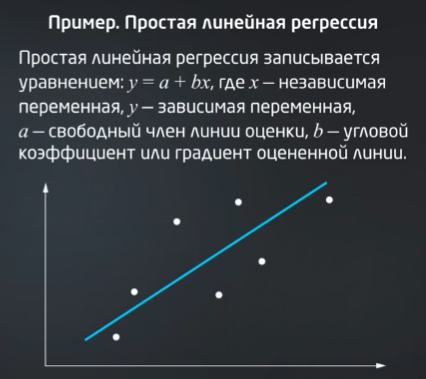 Пример. Простая линейная регрессия
Простая линейная регрессия записывается
уравнением: y = a + bx, где x – независимая
переменная, y – зависимая переменная,
a – свободный член линии оценки, b – угловой
коэффициент или градиент оцененной линии.